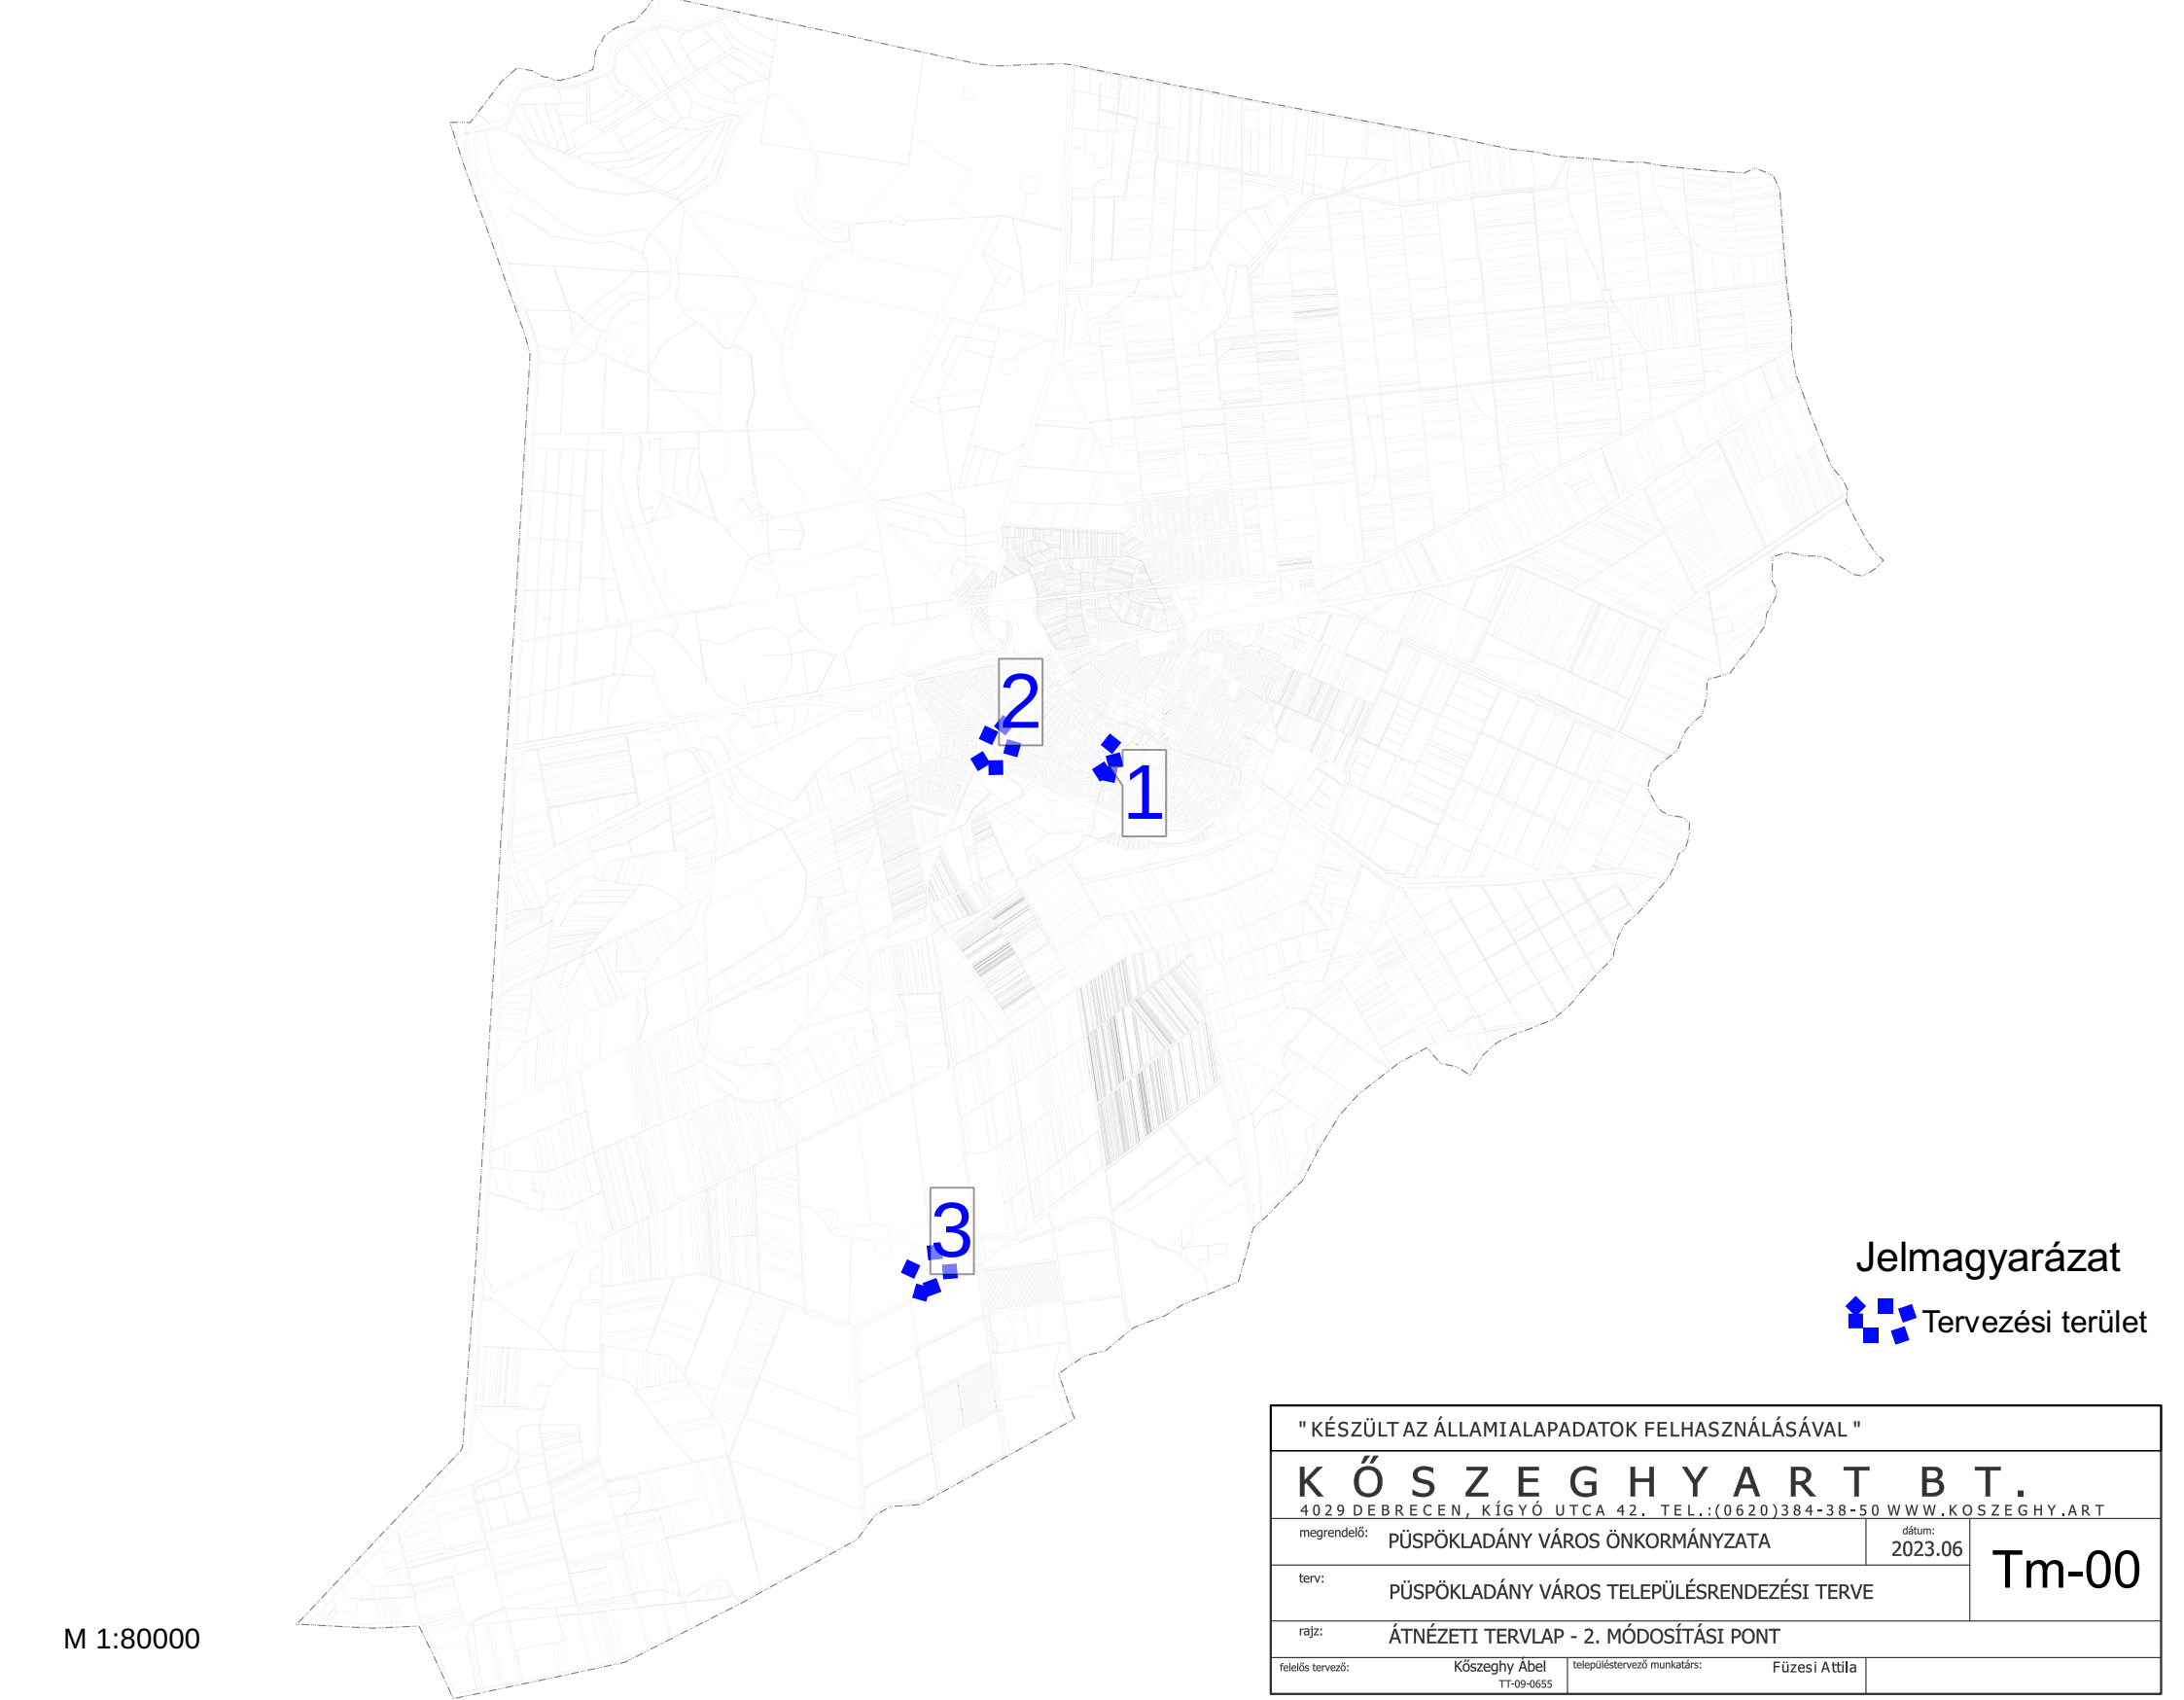 2
1
3
Jelmagyarázat
Tervezési terület
"KÉSZÜLT AZ ÁLLAMI ALAPADATOK FELHASZNÁLÁSÁVAL"
KŐSZEGHYART BT.
4029 DEBRECEN, KÍGYÓ UTCA 42. TEL.:(0620)384-38-50 WWW.KOSZEGHY.ART
megrendelő: PÜSPÖKLADÁNY VÁROS ÖNKORMÁNYZATA
dátum:
2023.06
Tm-00
terv: PÜSPÖKLADÁNY VÁROS TELEPÜLÉSRENDEZÉSI TERVE
rajz: ÁTNÉZETI TERVLAP - 2. MÓDOSÍTÁSI PONT
felelős tervező: Kőszeghy Ábel
TT-09-0655
településtervező munkatárs: Füzesi Attila
M 1:80000